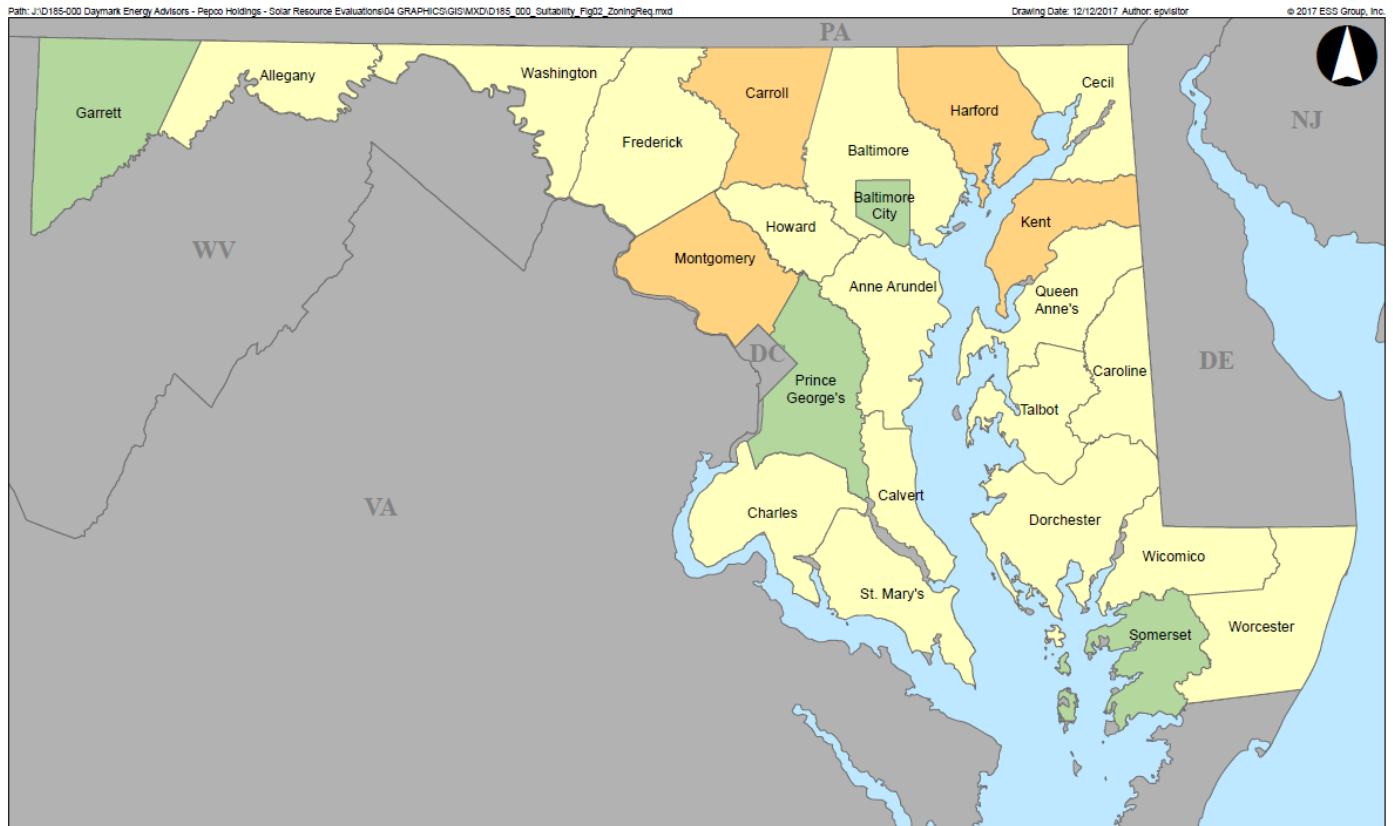 Path: J:\D185-000 Daymark Energy Advisors - Pepco Holdings - Solar Resource Evaluations\04 GRAPHICS\GIS\MXD\D185_000_Suitability_Fig02_ZoningReq.mxd
Drawing Date: 12/12/2017 Author: epvisitor
© 2017 ESS Group, Inc.
PA
Garrett
Allegany
Washington
Frederick
Carroll
Baltimore
Harford
Cecil
NJ
Baltimore
City
Howard
Kent
WV
Montgomery
Anne Arundel
Queen
Anne's
DC
Prince
George's
Caroline
DE
Talbot
VA
Charles
Calvert
Dorchester
Wicomico
St. Mary's
Somerset
Worcester